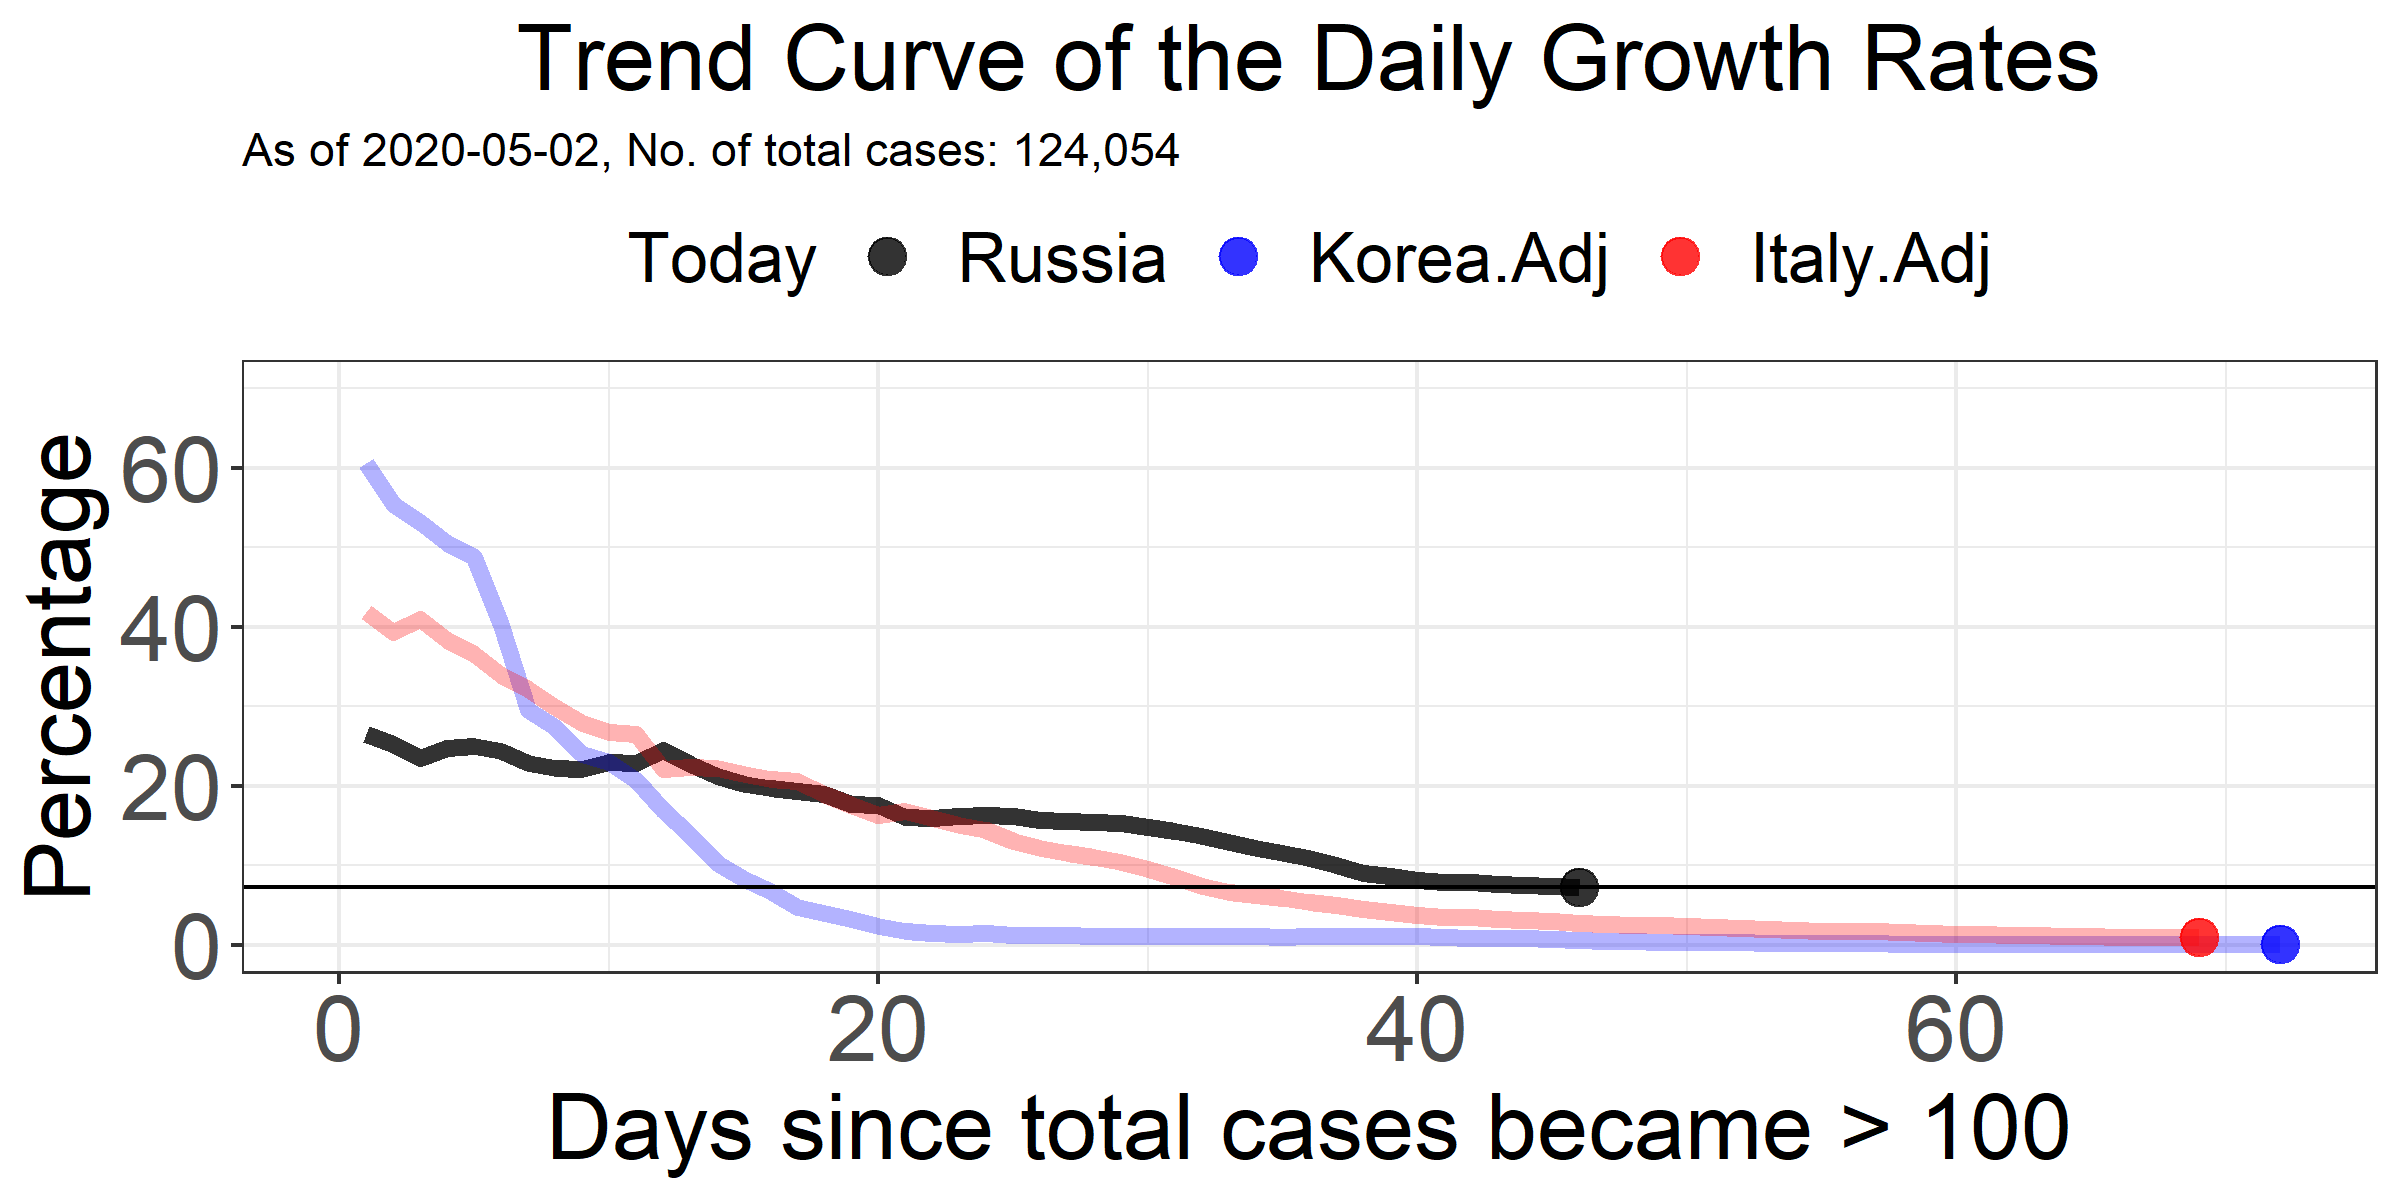 Trend Curve of the Daily Growth Rates
As of 2020-05-02, No. of total cases: 124,054
Today Russia Korea.Adj Italy.Adj
Percentage
60
40
20
0
0 20 40 60
Days since total cases became > 100